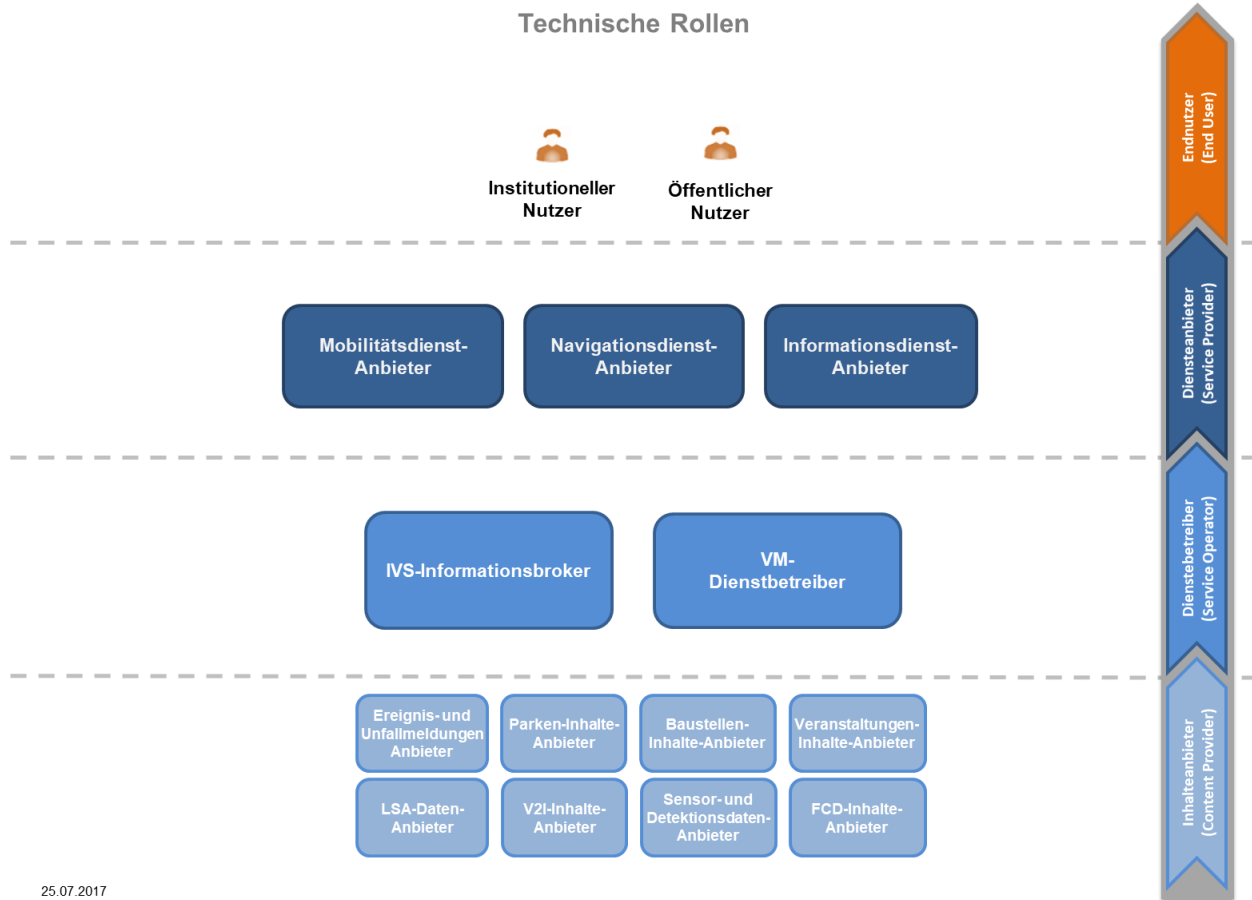 Technische Rollen
Institutioneller
Nutzer
Öffentlicher
Nutzer
Endnutzer
(End User)
Mobilitätsdienst-
Anbieter
Navigationsdienst-
Anbieter
Informationsdienst-
Anbieter
Diensteanbieter
(Service Provider)
IVS-Informationsbroker
VM-
Dienstbetreiber
Dienstebetreiber
(Service Operator)
Ereignis- und
Unfallmeldungen
Anbieter
Parken-Inhalte-
Anbieter
Baustellen-
Inhalte-Anbieter
Veranstaltungen-
Inhalte-Anbieter
LSA-Daten-
Anbieter
V2I-Inhalte-
Anbieter
Sensor- und
Detektionsdaten-
Anbieter
FCD-Inhalte-
Anbieter
Inhalteanbieter
(Content Provider)
25.07.2017